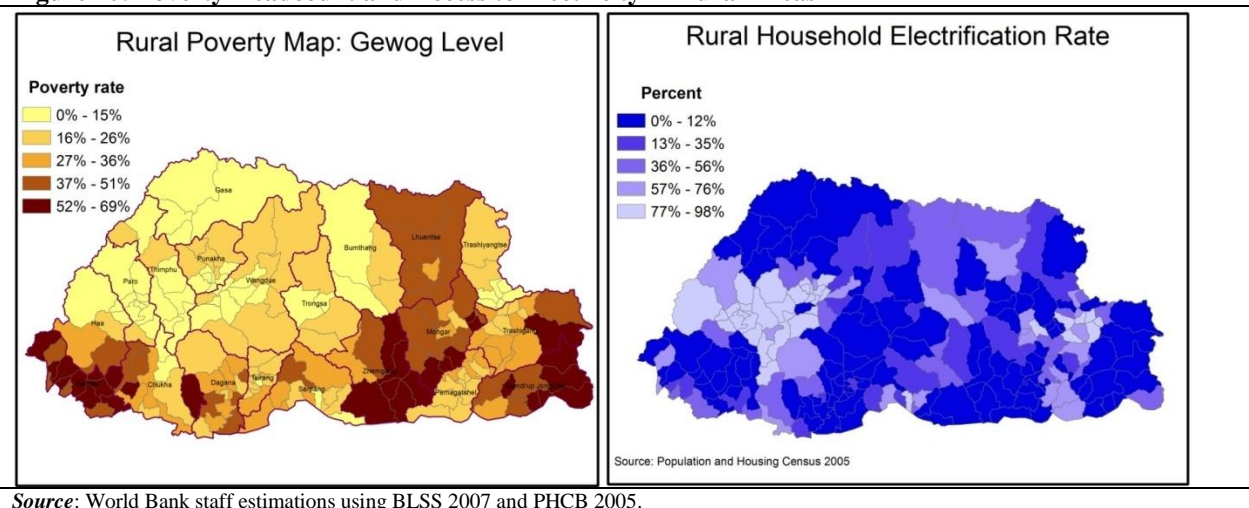 Rural Poverty Map: Gewog Level
Poverty rate
0% - 15%
16% - 26%
27% - 36%
37% - 51%
52% - 69%
Gasa
Lhuentse
Bumthang
Trashiyangtse
Punakha
Thimphu
Paro
Wangdue
Trongsa
Haa
Mongar
Trashigang
Chukha
Dagana
Tsirang
Sarpang
Zhemgang
Pemagatshel
Rural Household Electrification Rate
Percent
0% - 12%
13% - 35%
36% - 56%
57% - 76%
77% - 98%
Source: Population and Housing Census 2005
Source: World Bank staff estimations using BLSS 2007 and PHCB 2005.